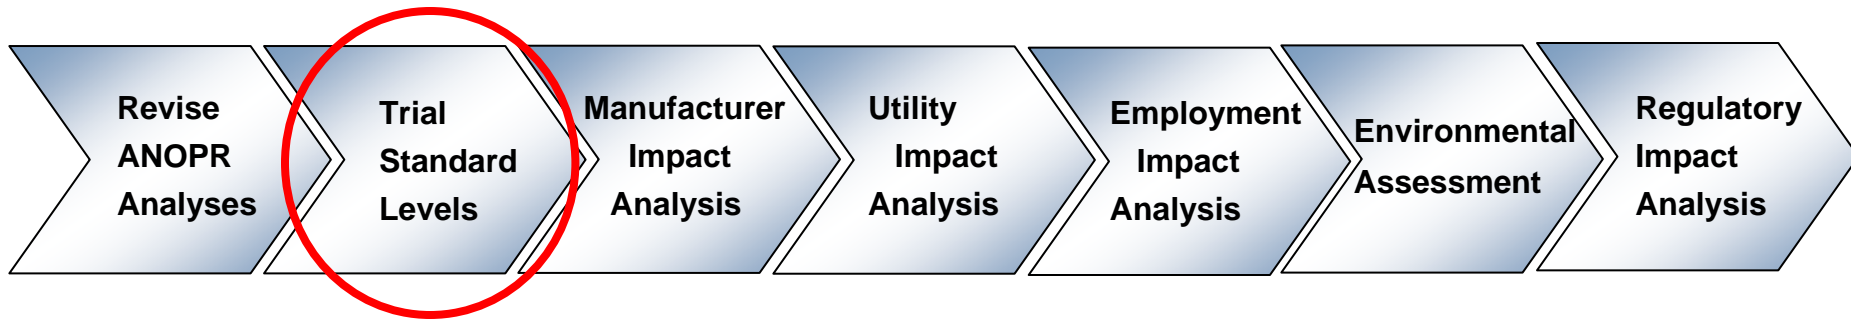 Revise
ANOPR
Analyses
Trial
Standard
Levels
Manufacturer
Impact
Analysis
Utility
Impact
Analysis
Employment
Impact
Analysis
Environmental
Assessment
Regulatory
Impact
Analysis